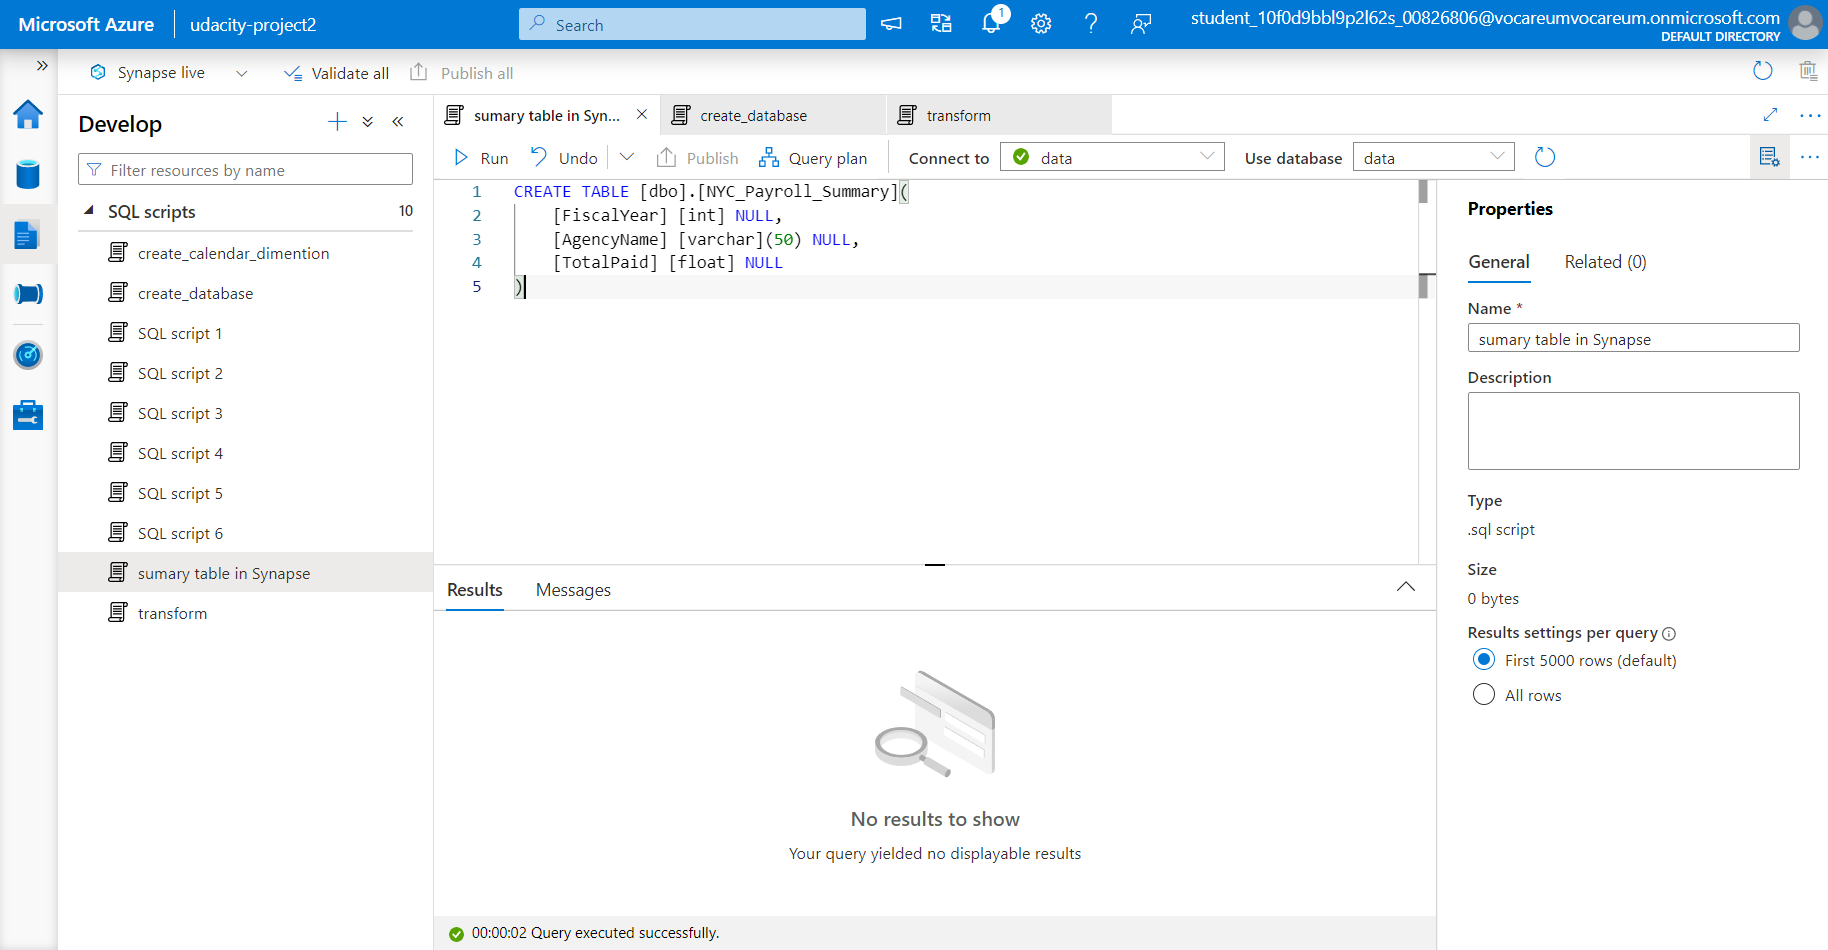 Microsoft Azure
udacity-project2
Search
1
student_10f0d9bbl9p2l62s_00826806@vocareumvocareum.onmicrosoft.com
DEFAULT DIRECTORY
Synapse live
Validate all
Publish all
Develop
Filter resources by name
SQL scripts 10
create_calendar_dimention
create_database
SQL script 1
SQL script 2
SQL script 3
SQL script 4
SQL script 5
SQL script 6
sumary table in Synapse
transform
sumary table in Syn...
create_database
transform
Run
Undo
Publish
Query plan
Connect to
data
Use database
data
1 CREATE TABLE [dbo].[NYC_Payroll_Summary](
2 [FiscalYear] [int] NULL,
3 [AgencyName] [varchar](50) NULL,
4 [TotalPaid] [float] NULL
5 )
Results
Messages
No results to show
Your query yielded no displayable results
00:00:02 Query executed successfully.
Properties
General
Related (0)
Name *
sumary table in Synapse
Description
Type
.sql script
Size
0 bytes
Results settings per query
First 5000 rows (default)
All rows